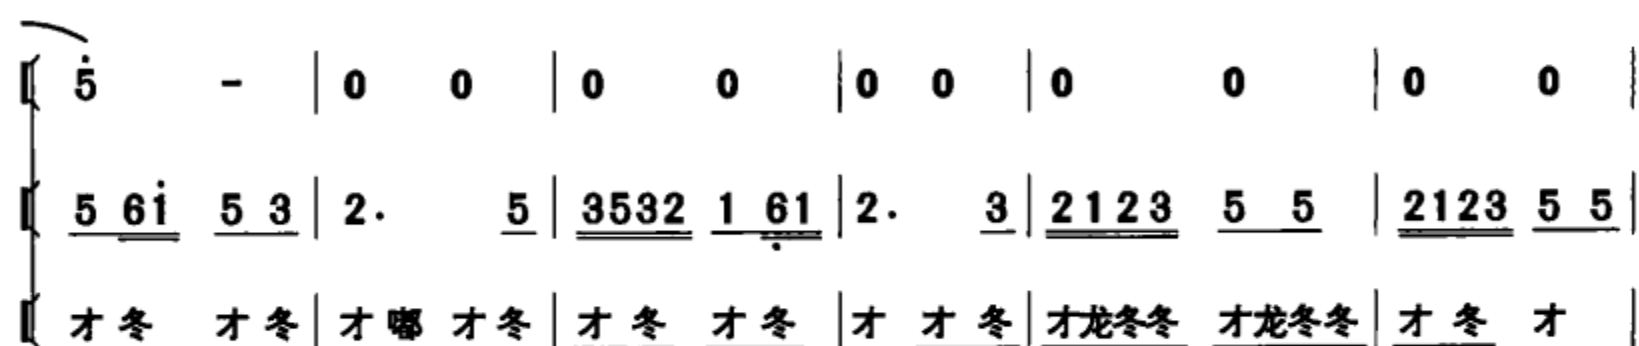 5̇ - | 0 0 | 0 0 | 0 0 | 0 0 | 0 0 |
5 61̇ 5 3 | 2. 5 | 3532 1 6̣1 | 2. 3 | 2123 5 5 | 2123 5 5 |
才冬 才冬 | 才嘟 才冬 | 才冬 才冬 | 才 才冬 | 才龙冬冬 才龙冬冬 | 才冬 才 |